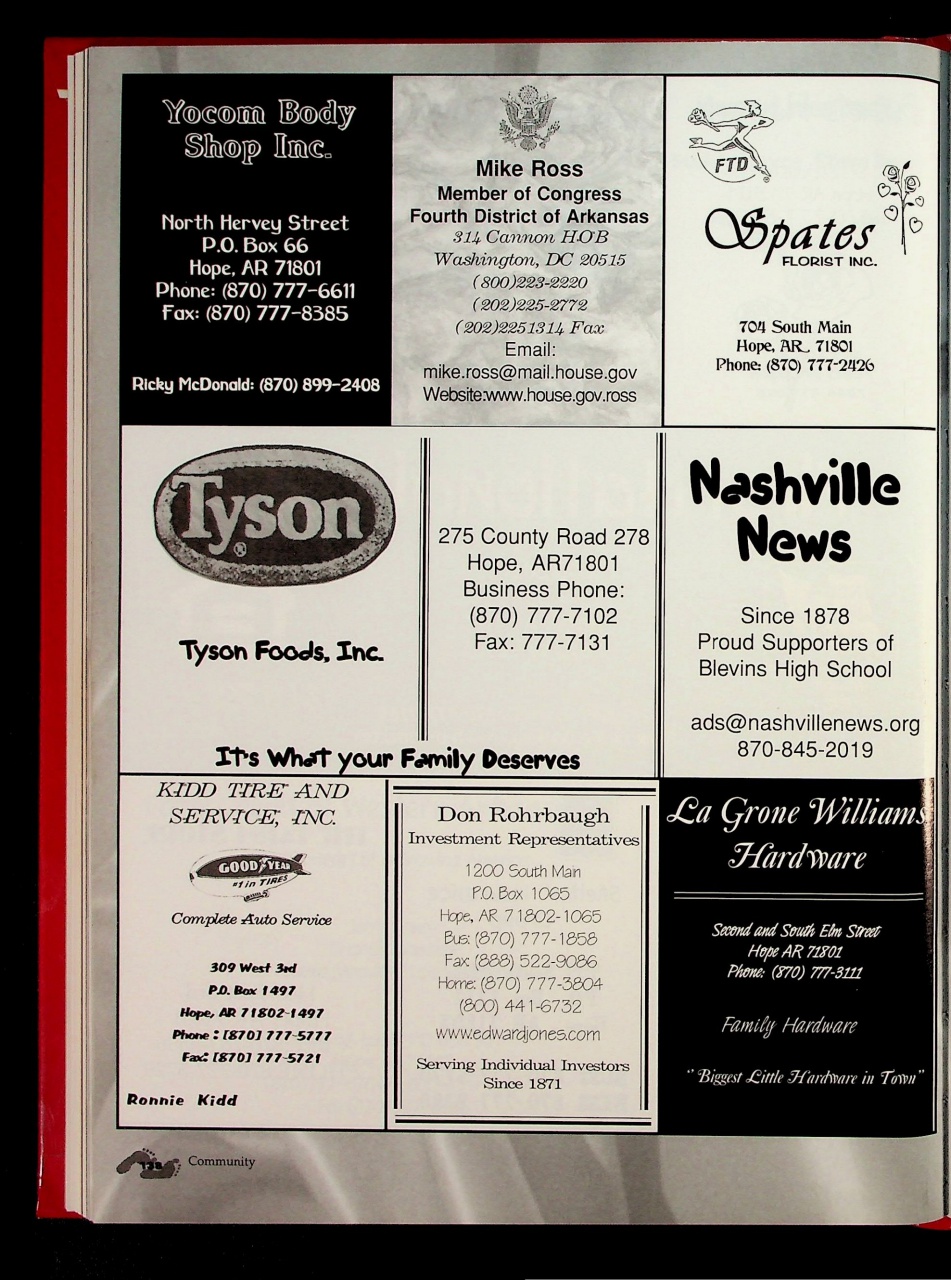 Yocom Body
Shop Inc.
North Hervey Street
P.O. Box 66
Hope, AR 71801
Phone: (870) 777-6611
Fax: (870) 777-8385
Ricky McDonald: (870) 899-2408
Mike Ross
Member of Congress
Fourth District of Arkansas
314 Cannon HOB
Washington, DC 20515
(800)223-2220
(202)225-2772
(202)2251314 Fax
Email:
mike.ross@mail.house.gov
Website:www.house.gov.ross
FTD
®
Spates
FLORIST INC.
704 South Main
Hope, AR 71801
Phone: (870) 777-2426
Tyson
®
Tyson Foods, Inc.
275 County Road 278
Hope, AR71801
Business Phone:
(870) 777-7102
Fax: 777-7131
It's What your Family Deserves
Nashville
News
Since 1878
Proud Supporters of
Blevins High School
ads@nashvillenews.org
870-845-2019
KIDD TIRE AND
SERVICE, INC.
GOODYEAR
#1 in TIRES
Complete Auto Service
309 West 3rd
P.O. Box 1497
Hope, AR 71802-1497
Phone : [870] 777-5777
Fax: [870] 777-5721
Ronnie Kidd
Don Rohrbaugh
Investment Representatives
1200 South Main
P.O. Box 1065
Hope, AR 71802-1065
Bus: (870) 777-1858
Fax: (888) 522-9086
Home: (870) 777-3804
(800) 441-6732
www.edwardjones.com
Serving Individual Investors
Since 1871
La Grone Williams
Hardware
Second and South Elm Street
Hope AR 71801
Phone: (870) 777-3111
Family Hardware
"Biggest Little Hardware in Town"
Community